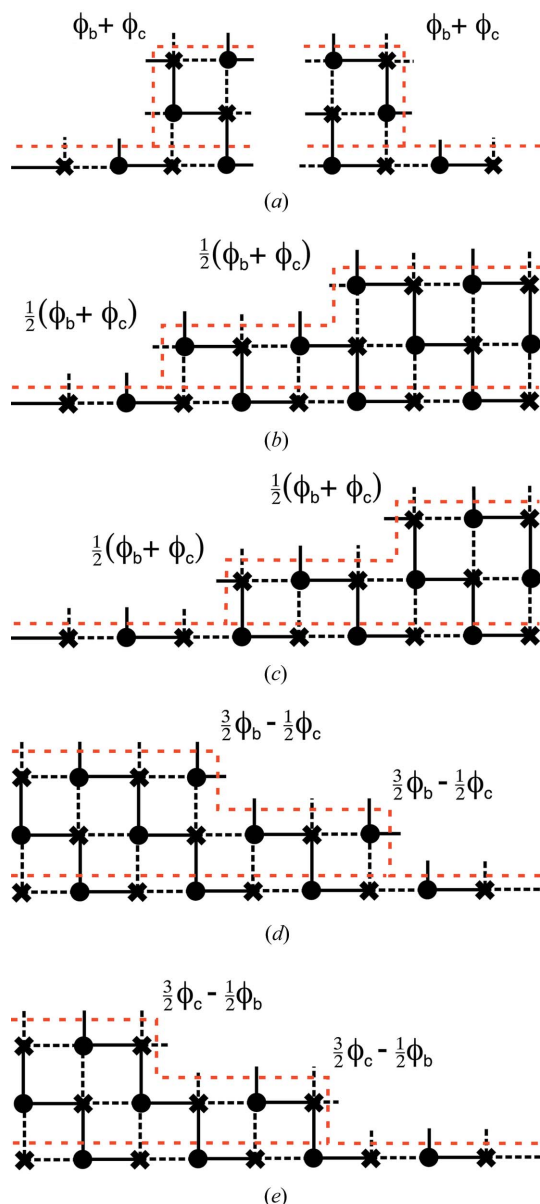 ϕb + ϕc ϕb + ϕc
(a)
½(ϕb + ϕc)
½(ϕb + ϕc)
(b)
½(ϕb + ϕc)
½(ϕb + ϕc)
(c)
3/2ϕb - ½ϕc
3/2ϕb - ½ϕc
(d)
3/2ϕc - ½ϕb
3/2ϕc - ½ϕb
(e)